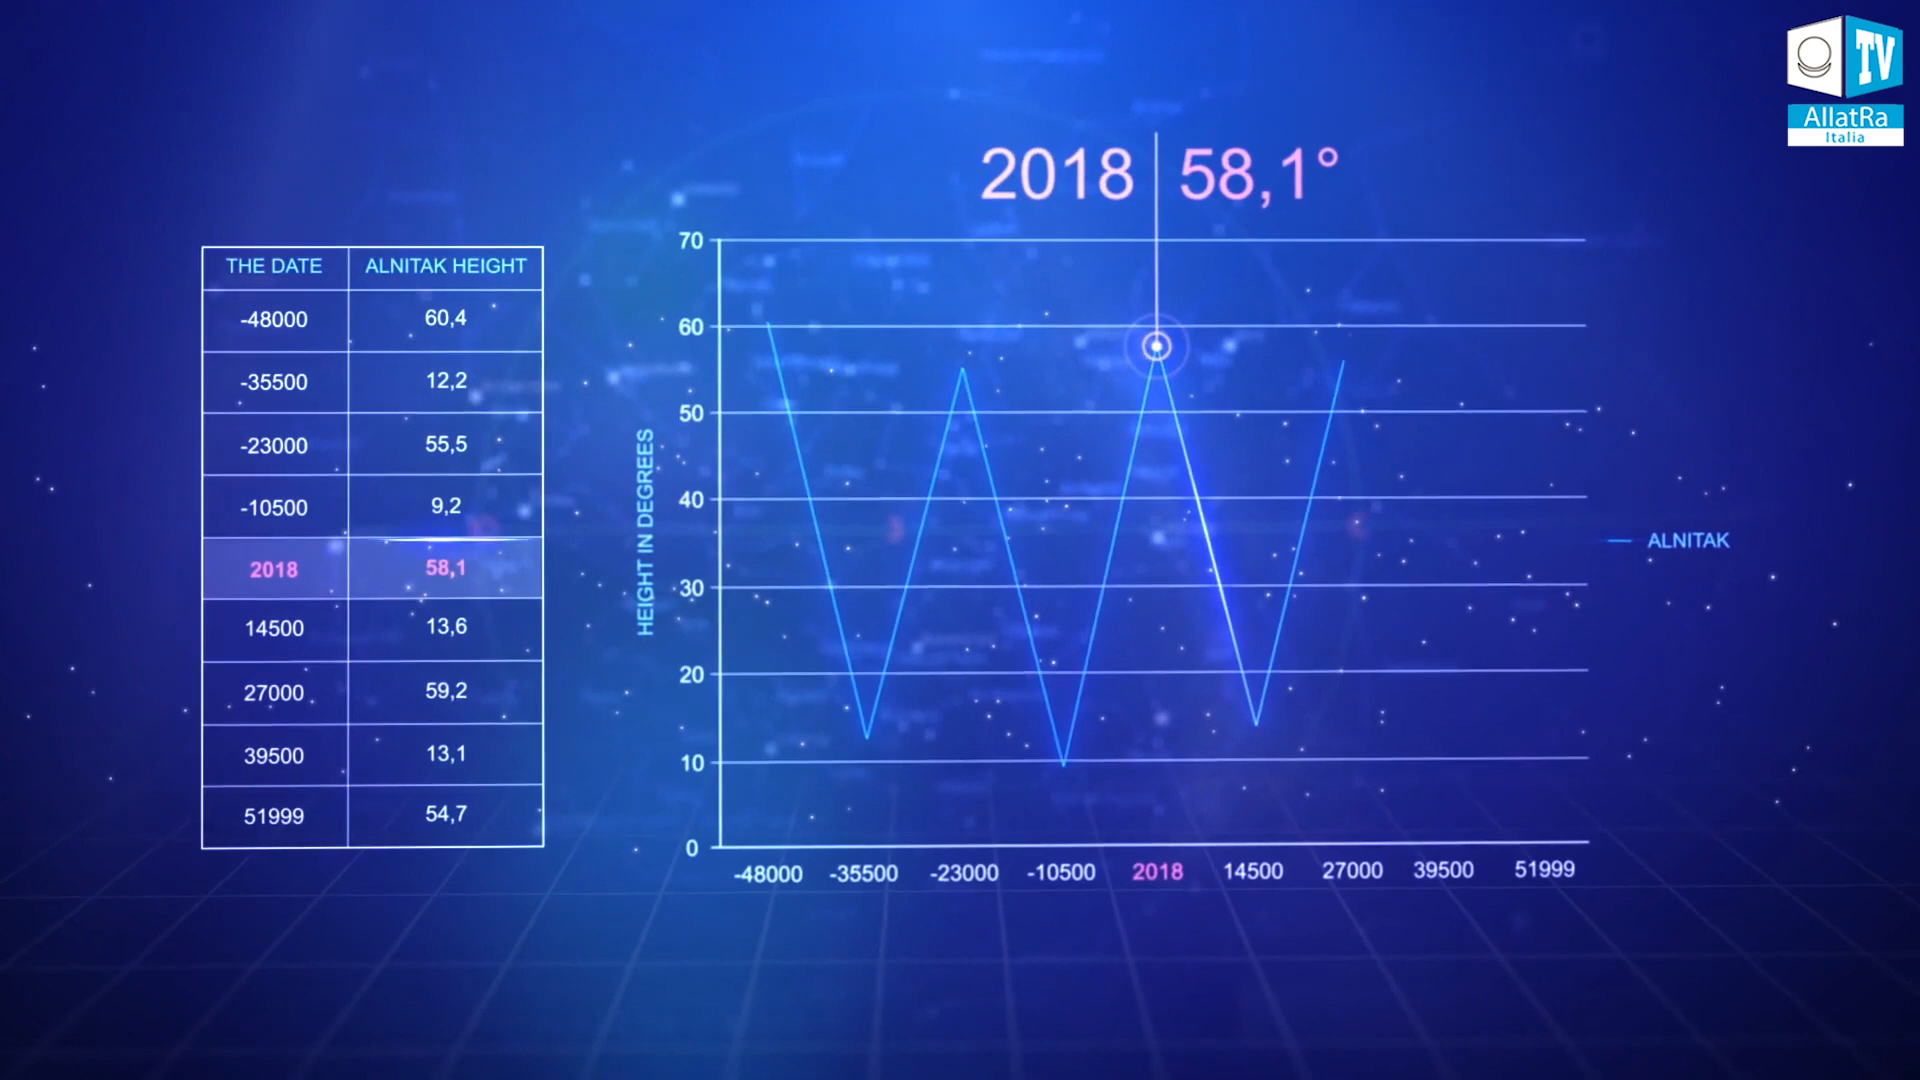 TV
AllatRa
Italia
2018 58,1°
THE DATE ALNITAK HEIGHT
-48000 60,4
-35500 12,2
-23000 55,5
-10500 9,2
2018 58,1
14500 13,6
27000 59,2
39500 13,1
51999 54,7
HEIGHT IN DEGREES
70
60
50
40
30
20
10
0
-48000 -35500 -23000 -10500 2018 14500 27000 39500 51999
ALNITAK